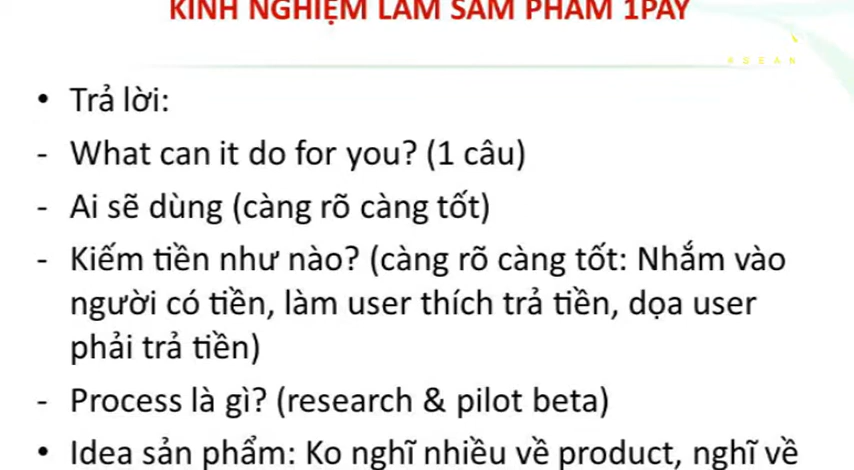 KINH NGHIỆM LÀM SẢM PHẨM 1PAY
ASEAN
• Trả lời:
- What can it do for you? (1 câu)
- Ai sẽ dùng (càng rõ càng tốt)
- Kiếm tiền như nào? (càng rõ càng tốt: Nhắm vào
người có tiền, làm user thích trả tiền, dọa user
phải trả tiền)
- Process là gì? (research & pilot beta)
• Idea sản phẩm: Ko nghĩ nhiều về product, nghĩ về